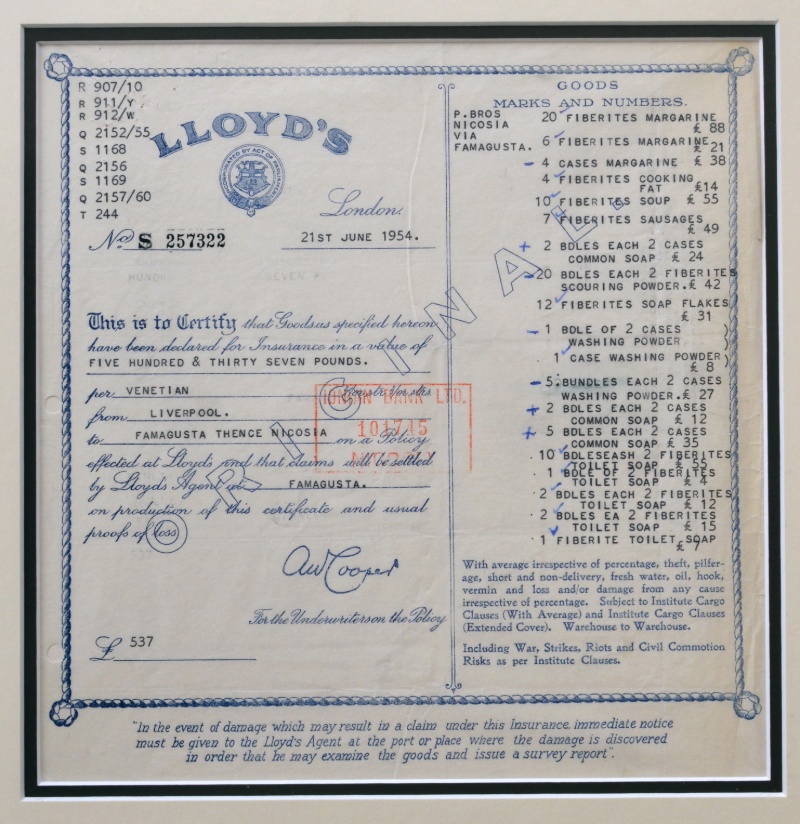 R 907/10
R 911/Y
R 912/W
Q 2152/55
S 1168
Q 2156
S 1169
Q 2157/60
T 244
LLOYD'S
INCORPORATED BY ACT OF PARLIAMENT
London,
No S 257322
21ST JUNE 1954.
This is to Certify that Goods as specified hereon
have been declared for Insurance in a value of
FIVE HUNDRED & THIRTY SEVEN POUNDS.
per VENETIAN
from LIVERPOOL.
to FAMAGUSTA THENCE NICOSIA on a Policy
effected at Lloyd's and that claims will be settled
by Lloyd's Agent at FAMAGUSTA.
on production of this certificate and usual
proofs of loss
IONIAN BANK LTD.
101745
AW Cooper
For the Underwriters on the Policy
£ 537
ORIGINAL
GOODS
MARKS AND NUMBERS.
P.BROS
NICOSIA
VIA
FAMAGUSTA.
20 FIBERITES MARGARINE
£ 88
6 FIBERITES MARGARINE
£ 21
- 4 CASES MARGARINE £ 38
4 FIBERITES COOKING
FAT £14
10 FIBERITES SOUP £ 55
7 FIBERITES SAUSAGES
£ 49
+ 2 BDLES EACH 2 CASES
COMMON SOAP £ 24
-20 BDLES EACH 2 FIBERITES
SCOURING POWDER.£ 42
12 FIBERITES SOAP FLAKES
£ 31
- 1 BDLE OF 2 CASES )
WASHING POWDER )
1 CASE WASHING POWDER)
£ 8 )
- 5.BUNDLES EACH 2 CASES
WASHING POWDER.£ 27
+ 2 BDLES EACH 2 CASES
COMMON SOAP £ 12
+ 5 BDLES EACH 2 CASES
COMMON SOAP £ 35
10 BDLESEASH 2 FIBERITES
TOILET SOAP £ 55
1 BDLE OF 2 FIBERITES
TOILET SOAP £ 4
2 BDLES EACH 2 FIBERITES
TOILET SOAP £ 12
2 BDLES EA 2 FIBERITES
TOILET SOAP £ 15
1 FIBERITE TOILET SOAP
£ 7
With average irrespective of percentage, theft, pilfer-
age, short and non-delivery, fresh water, oil, hook,
vermin and loss and/or damage from any cause
irrespective of percentage. Subject to Institute Cargo
Clauses (With Average) and Institute Cargo Clauses
(Extended Cover). Warehouse to Warehouse.
Including War, Strikes, Riots and Civil Commotion
Risks as per Institute Clauses.
"In the event of damage which may result in a claim under this Insurance, immediate notice
must be given to the Lloyd's Agent at the port or place where the damage is discovered
in order that he may examine the goods and issue a survey report".